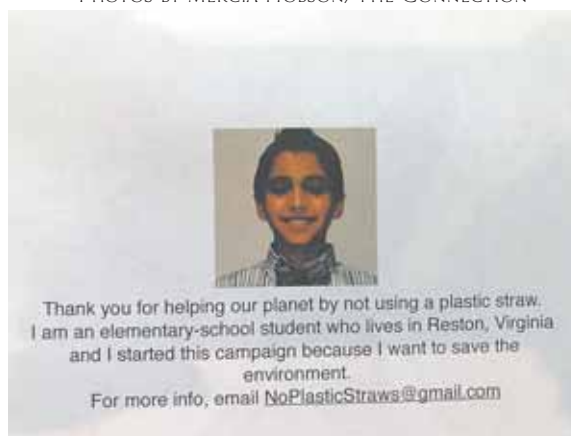 PHOTOS BY MERCIA HOBSON, THE CONNECTION
Thank you for helping our planet by not using a plastic straw.
I am an elementary-school student who lives in Reston, Virginia
and I started this campaign because I want to save the
environment.
For more info, email NoPlasticStraws@gmail.com